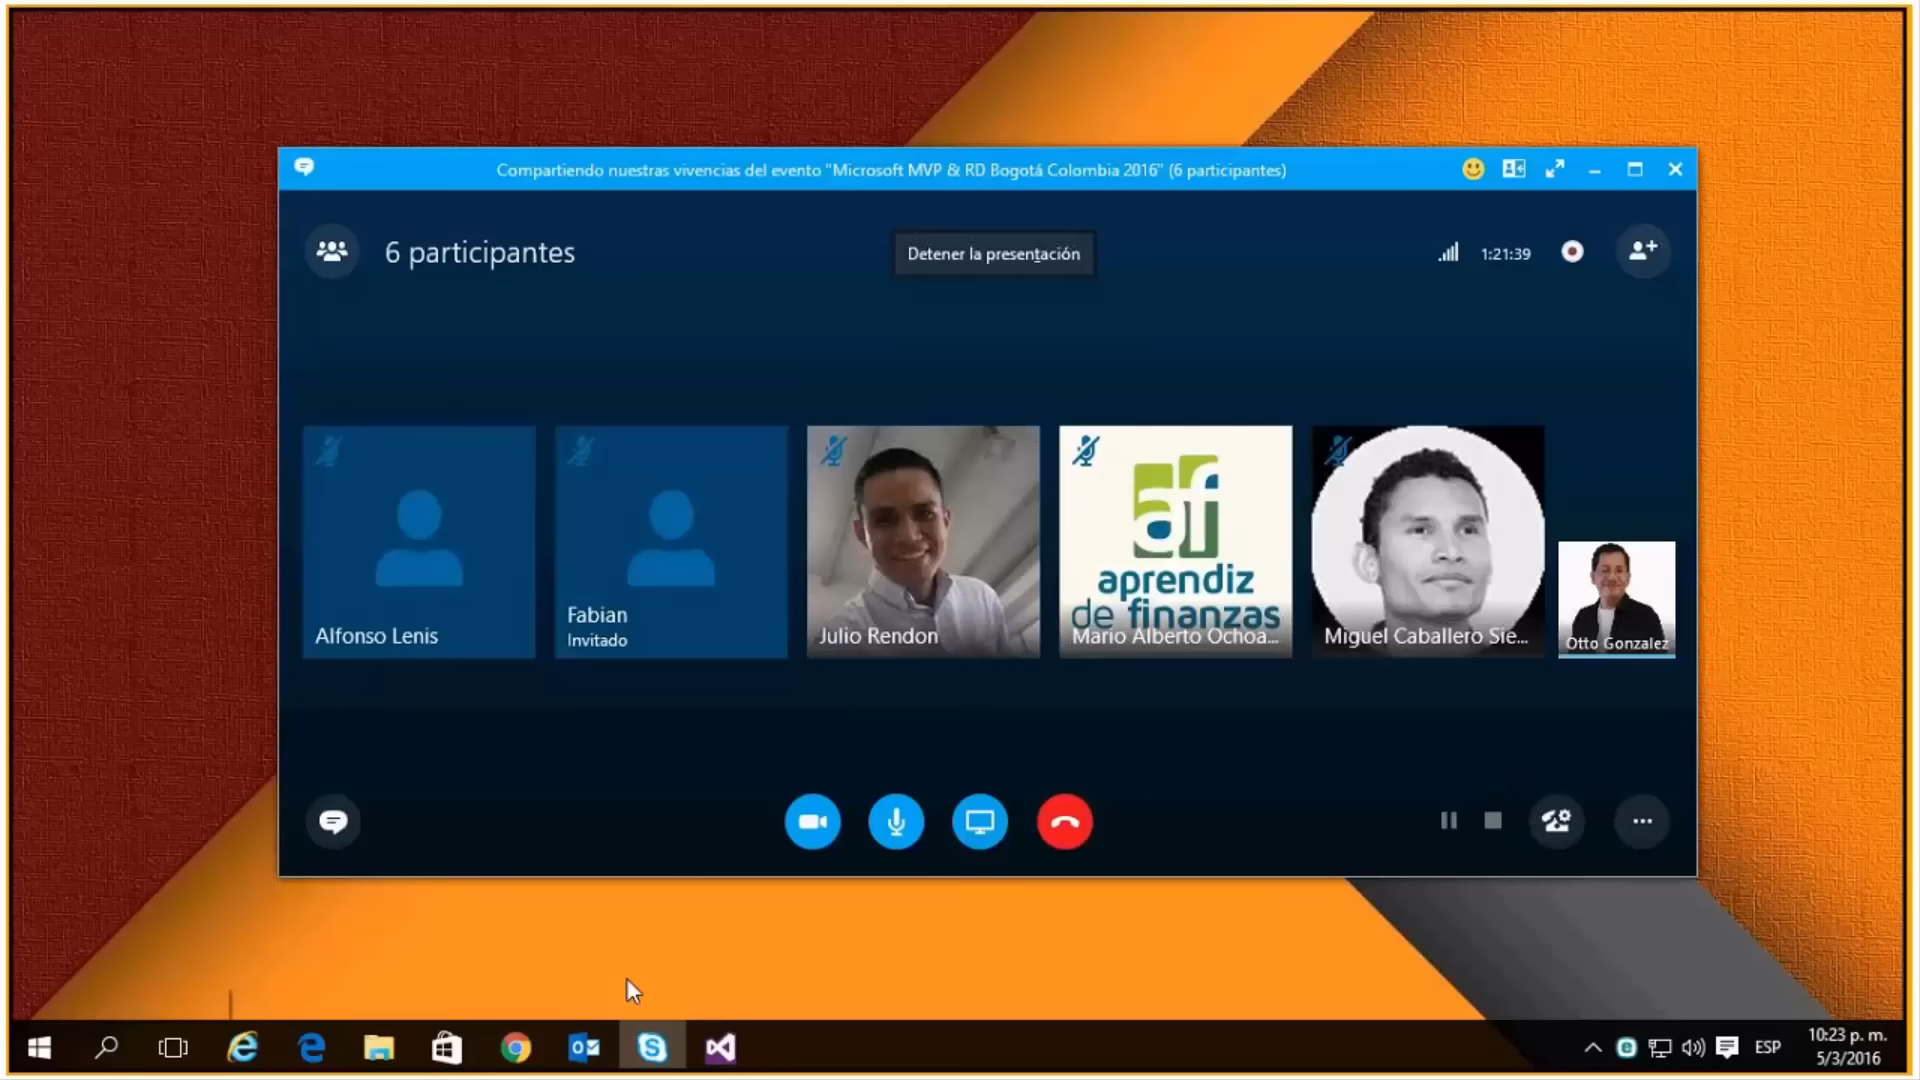 Compartiendo nuestras vivencias del evento "Microsoft MVP & RD Bogotá Colombia 2016" (6 participantes)
6 participantes
Detener la presentación
1:21:39
Alfonso Lenis
Fabian
Invitado
Julio Rendon
af
aprendiz
de finanzas
Mario Alberto Ochoa...
Miguel Caballero Sie...
Otto Gonzalez
ESP
10:23 p. m.
5/3/2016